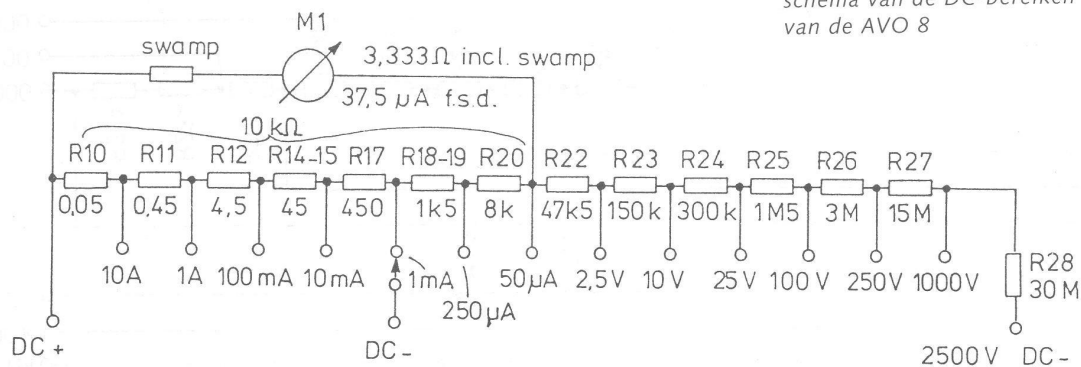 schema van de DC-bereiken
van de AVO 8
M1
swamp
3,333Ω incl. swamp
37,5 µA f.s.d.
10 kΩ
R10 R11 R12 R14-15 R17 R18-19 R20 R22 R23 R24 R25 R26 R27
0,05 0,45 4,5 45 450 1k5 8k 47k5 150k 300k 1M5 3M 15M
10A 1A 100mA 10mA 1mA 250µA 50µA 2,5V 10V 25V 100V 250V 1000V
R28
30M
DC+ DC- 2500V DC-